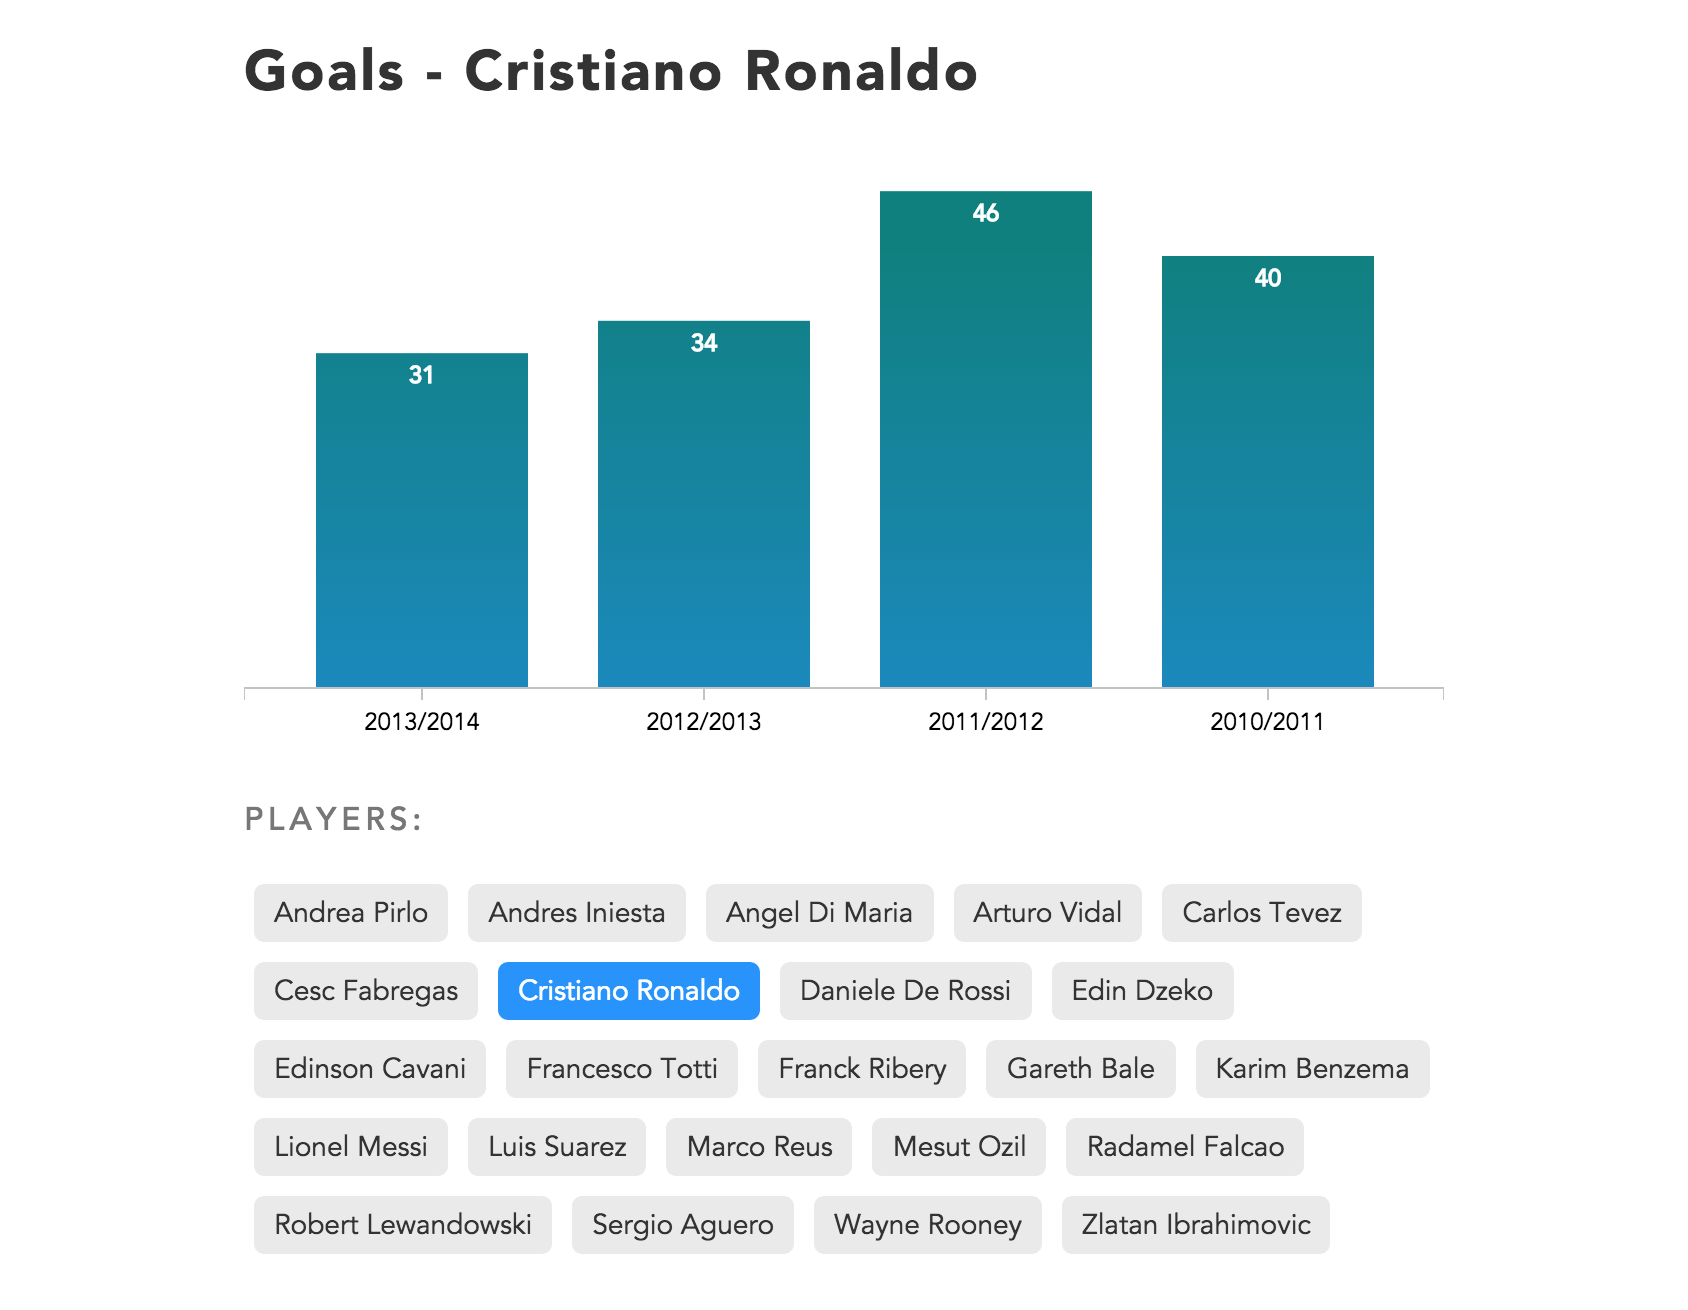 Goals - Cristiano Ronaldo
46
40
34
31
2013/2014 2012/2013 2011/2012 2010/2011
PLAYERS:
Andrea Pirlo Andres Iniesta Angel Di Maria Arturo Vidal Carlos Tevez
Cesc Fabregas Cristiano Ronaldo Daniele De Rossi Edin Dzeko
Edinson Cavani Francesco Totti Franck Ribery Gareth Bale Karim Benzema
Lionel Messi Luis Suarez Marco Reus Mesut Ozil Radamel Falcao
Robert Lewandowski Sergio Aguero Wayne Rooney Zlatan Ibrahimovic